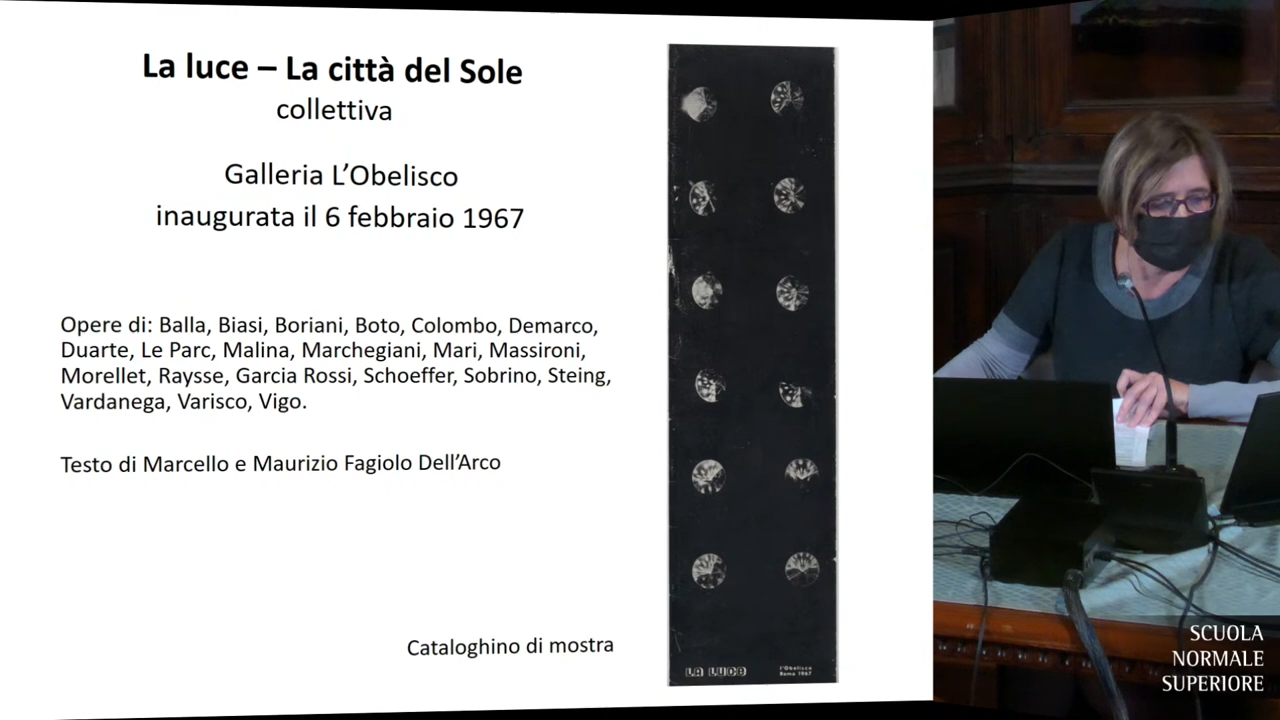 La luce – La città del Sole
collettiva
Galleria L'Obelisco
inaugurata il 6 febbraio 1967
Opere di: Balla, Biasi, Boriani, Boto, Colombo, Demarco,
Duarte, Le Parc, Malina, Marchegiani, Mari, Massironi,
Morellet, Raysse, Garcia Rossi, Schoeffer, Sobrino, Steing,
Vardanega, Varisco, Vigo.
Testo di Marcello e Maurizio Fagiolo Dell'Arco
Cataloghino di mostra
LA LUCE
l'Obelisco
Roma 1967
SCUOLA
NORMALE
SUPERIORE